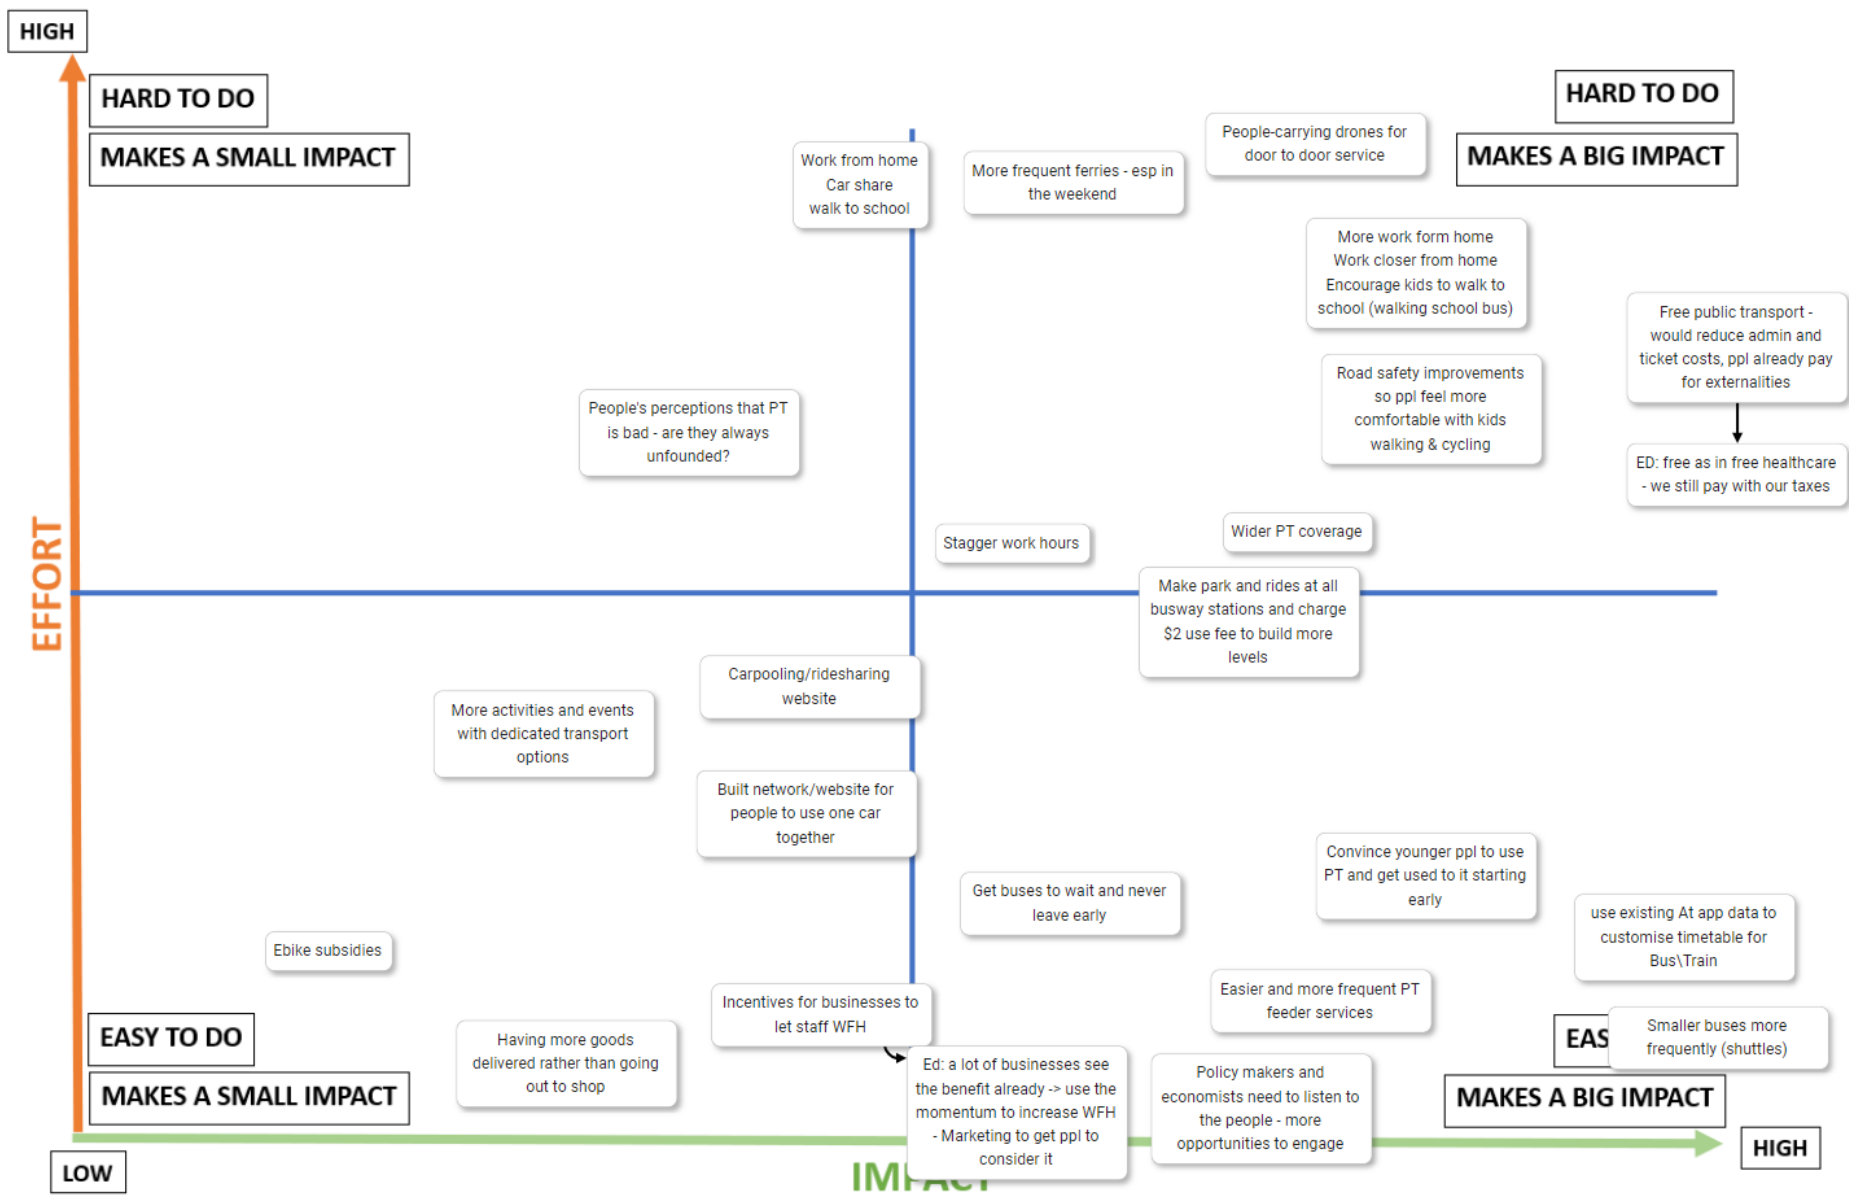 HIGH
HARD TO DO
MAKES A SMALL IMPACT
HARD TO DO
MAKES A BIG IMPACT
People-carrying drones for
door to door service
Work from home
Car share
walk to school
More frequent ferries - esp in
the weekend
More work form home
Work closer from home
Encourage kids to walk to
school (walking school bus)
Free public transport -
would reduce admin and
ticket costs, ppl already pay
for externalities
Road safety improvements
so ppl feel more
comfortable with kids
walking & cycling
People's perceptions that PT
is bad - are they always
unfounded?
ED: free as in free healthcare
- we still pay with our taxes
Stagger work hours
Wider PT coverage
EFFORT
Make park and rides at all
busway stations and charge
$2 use fee to build more
levels
Carpooling/ridesharing
website
More activities and events
with dedicated transport
options
Built network/website for
people to use one car
together
Convince younger ppl to use
PT and get used to it starting
early
Get buses to wait and never
leave early
use existing At app data to
customise timetable for
Bus\Train
Ebike subsidies
Incentives for businesses to
let staff WFH
Easier and more frequent PT
feeder services
EASY TO DO
MAKES A SMALL IMPACT
Having more goods
delivered rather than going
out to shop
EAS
Smaller buses more
frequently (shuttles)
MAKES A BIG IMPACT
Ed: a lot of businesses see
the benefit already -> use the
momentum to increase WFH
- Marketing to get ppl to
consider it
Policy makers and
economists need to listen to
the people - more
opportunities to engage
LOW
IMPACT
HIGH